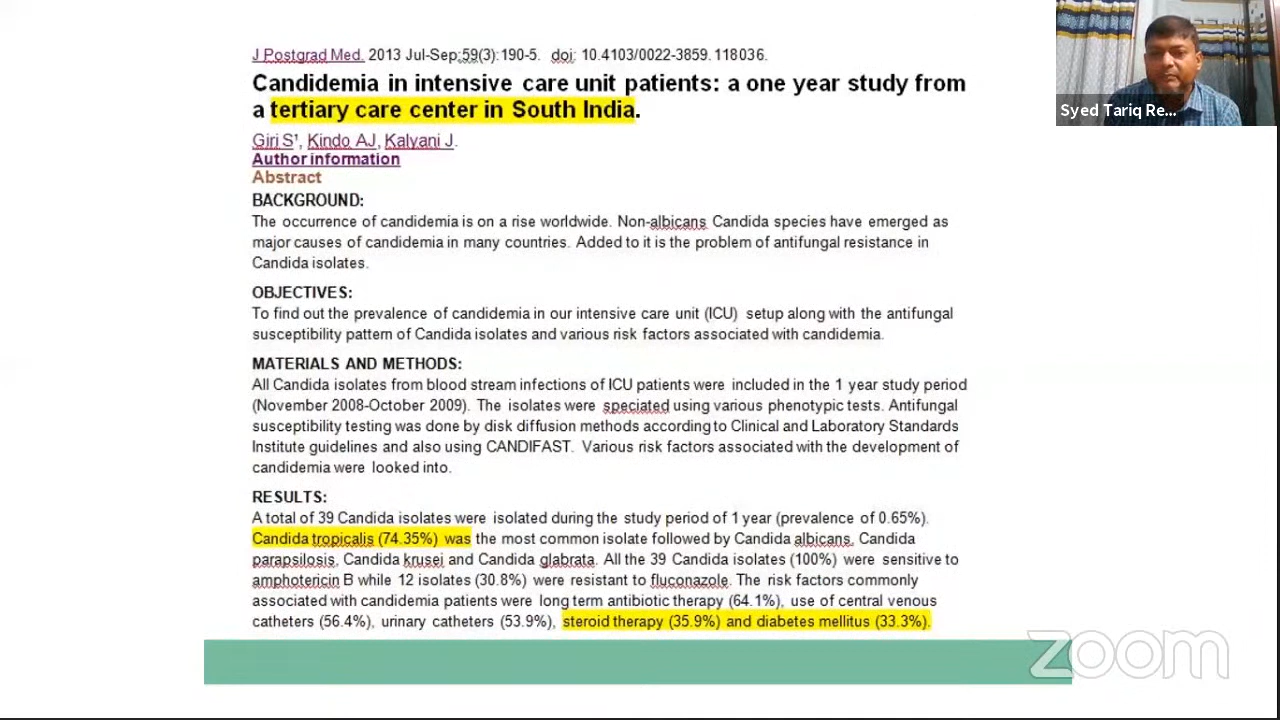 J Postgrad Med. 2013 Jul-Sep;59(3):190-5. doi: 10.4103/0022-3859.118036.
Candidemia in intensive care unit patients: a one year study from
a tertiary care center in South India.
Giri S¹, Kindo AJ, Kalyani J.
Author information
Abstract
BACKGROUND:
The occurrence of candidemia is on a rise worldwide. Non-albicans Candida species have emerged as
major causes of candidemia in many countries. Added to it is the problem of antifungal resistance in
Candida isolates.
OBJECTIVES:
To find out the prevalence of candidemia in our intensive care unit (ICU) setup along with the antifungal
susceptibility pattern of Candida isolates and various risk factors associated with candidemia.
MATERIALS AND METHODS:
All Candida isolates from blood stream infections of ICU patients were included in the 1 year study period
(November 2008-October 2009). The isolates were speciated using various phenotypic tests. Antifungal
susceptibility testing was done by disk diffusion methods according to Clinical and Laboratory Standards
Institute guidelines and also using CANDIFAST. Various risk factors associated with the development of
candidemia were looked into.
RESULTS:
A total of 39 Candida isolates were isolated during the study period of 1 year (prevalence of 0.65%).
Candida tropicalis (74.35%) was the most common isolate followed by Candida albicans, Candida
parapsilosis, Candida krusei and Candida glabrata. All the 39 Candida isolates (100%) were sensitive to
amphotericin B while 12 isolates (30.8%) were resistant to fluconazole. The risk factors commonly
associated with candidemia patients were long term antibiotic therapy (64.1%), use of central venous
catheters (56.4%), urinary catheters (53.9%), steroid therapy (35.9%) and diabetes mellitus (33.3%).
Syed Tariq Re...
zoom